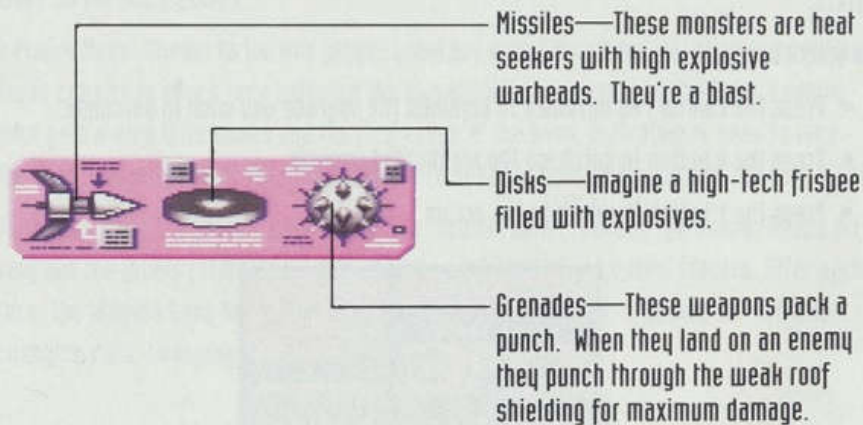 Missiles—These monsters are heat
seekers with high explosive
warheads. They're a blast.
Disks—Imagine a high-tech frisbee
filled with explosives.
Grenades—These weapons pack a
punch. When they land on an enemy
they punch through the weak roof
shielding for maximum damage.